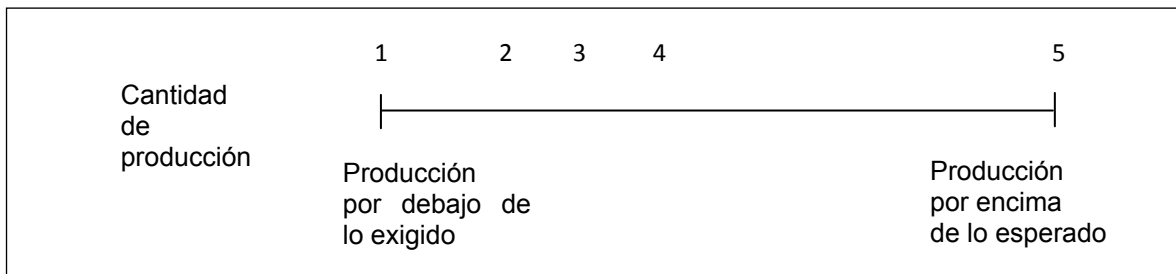 1 2 3 4 5
Cantidad
de
producción
Producción
por debajo de
lo exigido
Producción
por encima
de lo esperado